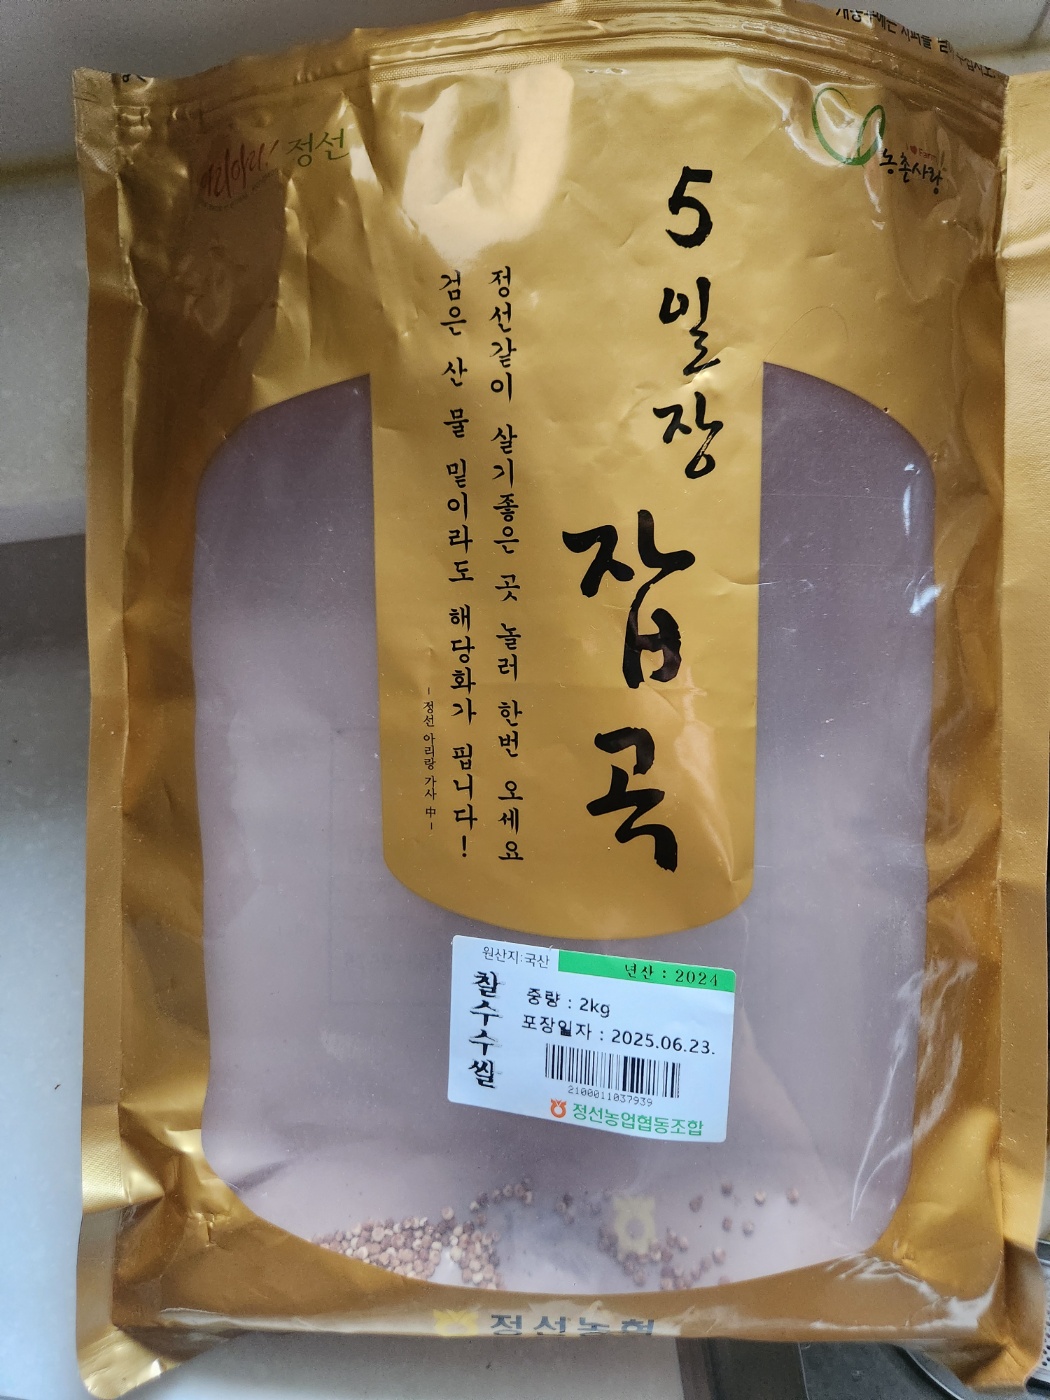 아리아리! 정선
농촌사랑
5일장
잡곡
정선같이 살기좋은 곳 놀러 한번 오세요
검은 산 물 밑이라도 해당화가 핍니다!
- 정선 아리랑 가사 中 -
원산지:국산
년산 : 2024
찰수수쌀
중량 : 2kg
포장일자 : 2025.06.23.
2100011037939
정선농업협동조합
정선농협